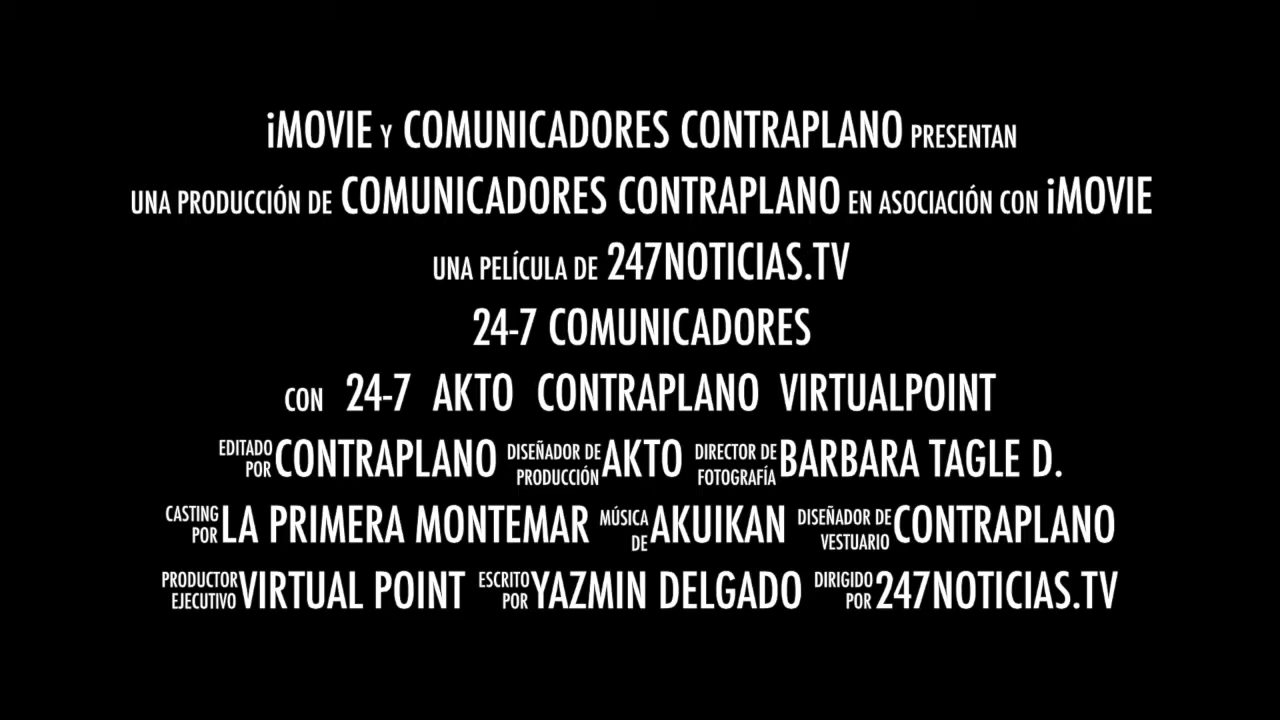 iMOVIE Y COMUNICADORES CONTRAPLANO PRESENTAN
UNA PRODUCCIÓN DE COMUNICADORES CONTRAPLANO EN ASOCIACIÓN CON iMOVIE
UNA PELÍCULA DE 247NOTICIAS.TV
24-7 COMUNICADORES
CON 24-7 AKTO CONTRAPLANO VIRTUALPOINT
EDITADO POR CONTRAPLANO DISEÑADOR DE PRODUCCIÓN AKTO DIRECTOR DE FOTOGRAFÍA BARBARA TAGLE D.
CASTING POR LA PRIMERA MONTEMAR MÚSICA DE AKUIKAN DISEÑADOR DE VESTUARIO CONTRAPLANO
PRODUCTOR EJECUTIVO VIRTUAL POINT ESCRITO POR YAZMIN DELGADO DIRIGIDO POR 247NOTICIAS.TV